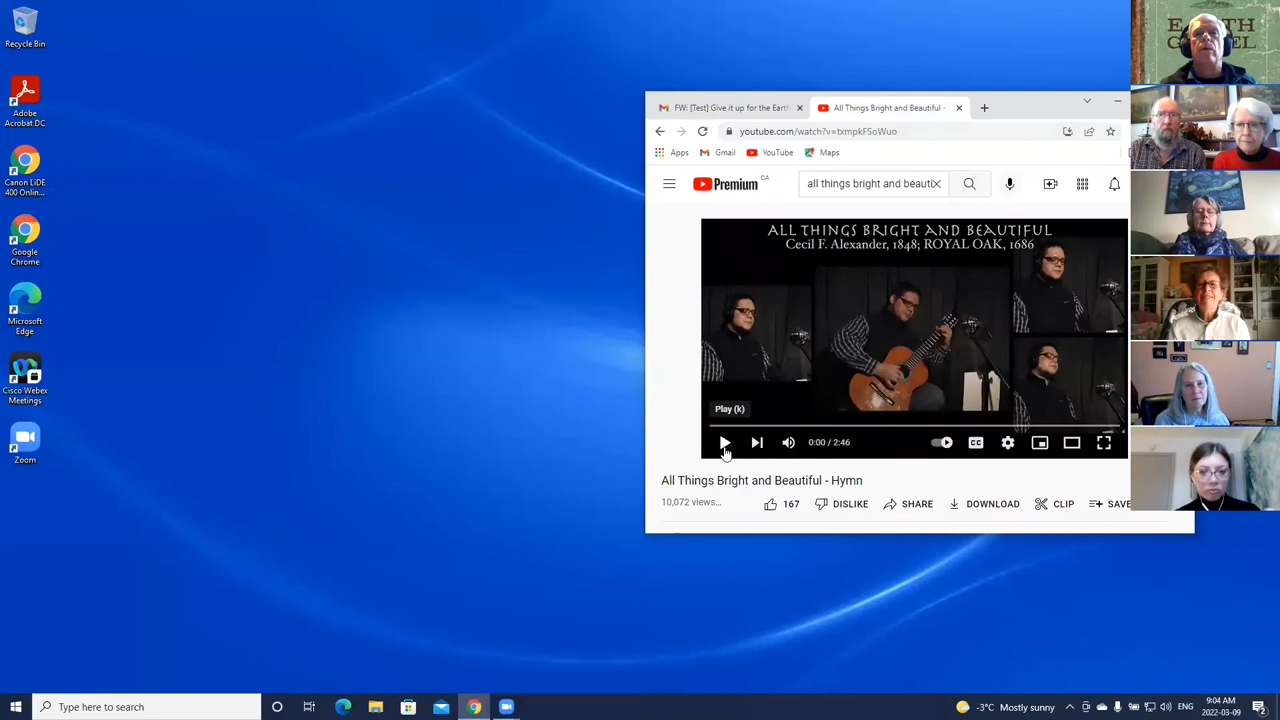 Recycle Bin
Adobe
Acrobat DC
Canon LiDE
400 Onlin...
Google
Chrome
Microsoft
Edge
Cisco Webex
Meetings
Zoom
FW: [Test] Give it up for the Earth
All Things Bright and Beautiful -
youtube.com/watch?v=txmpkFSoWuo
Apps
Gmail
YouTube
Maps
Premium
CA
all things bright and beauti
ALL THINGS BRIGHT AND BEAUTIFUL
Cecil F. Alexander, 1848; ROYAL OAK, 1686
Play (k)
0:00 / 2:46
CC
All Things Bright and Beautiful - Hymn
10,072 views...
167
DISLIKE
SHARE
DOWNLOAD
CLIP
SAVE
Type here to search
-3°C Mostly sunny
ENG
9:04 AM
2022-03-09
2